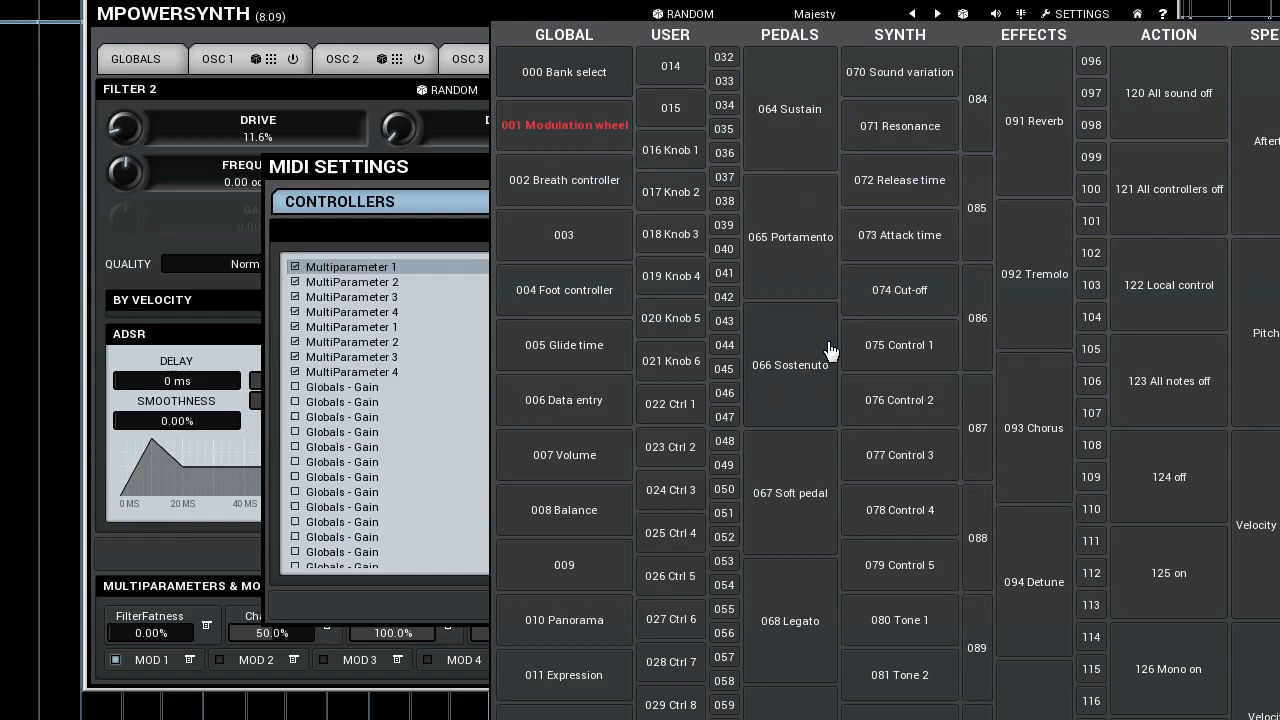 MPOWERSYNTH (8.09)
RANDOM
Majesty
SETTINGS
?
GLOBALS
OSC 1
OSC 2
OSC 3
FILTER 2
RANDOM
DRIVE
11.6%
0.00
QUALITY
Norm
BY VELOCITY
ADSR
DELAY
0 ms
SMOOTHNESS
0.00%
0 MS
20 MS
40 MS
MULTIPARAMETERS & MO
FilterFatness
0.00%
50.0%
100.0%
MOD 1
MOD 2
MOD 3
MOD 4
MIDI SETTINGS
CONTROLLERS
Multiparameter 1
MultiParameter 2
MultiParameter 3
MultiParameter 4
MultiParameter 1
MultiParameter 2
MultiParameter 3
MultiParameter 4
Globals - Gain
Globals - Gain
Globals - Gain
Globals - Gain
Globals - Gain
Globals - Gain
Globals - Gain
Globals - Gain
Globals - Gain
Globals - Gain
Globals - Gain
Globals - Gain
Globals - Gain
GLOBAL
000 Bank select
001 Modulation wheel
002 Breath controller
003
004 Foot controller
005 Glide time
006 Data entry
007 Volume
008 Balance
009
010 Panorama
011 Expression
USER
014
015
016 Knob 1
017 Knob 2
018 Knob 3
019 Knob 4
020 Knob 5
021 Knob 6
022 Ctrl 1
023 Ctrl 2
024 Ctrl 3
025 Ctrl 4
026 Ctrl 5
027 Ctrl 6
028 Ctrl 7
029 Ctrl 8
032
033
034
035
036
037
038
039
040
041
042
043
044
045
046
047
048
049
050
051
052
053
054
055
056
057
058
059
PEDALS
064 Sustain
065 Portamento
066 Sostenuto
067 Soft pedal
068 Legato
SYNTH
070 Sound variation
071 Resonance
072 Release time
073 Attack time
074 Cut-off
075 Control 1
076 Control 2
077 Control 3
078 Control 4
079 Control 5
080 Tone 1
081 Tone 2
084
085
086
087
088
089
EFFECTS
091 Reverb
092 Tremolo
093 Chorus
094 Detune
096
097
098
099
100
101
102
103
104
105
106
107
108
109
110
111
112
113
114
115
116
ACTION
120 All sound off
121 All controllers off
122 Local control
123 All notes off
124 off
125 on
126 Mono on
SPE
Aftert
Pitch
Velocity